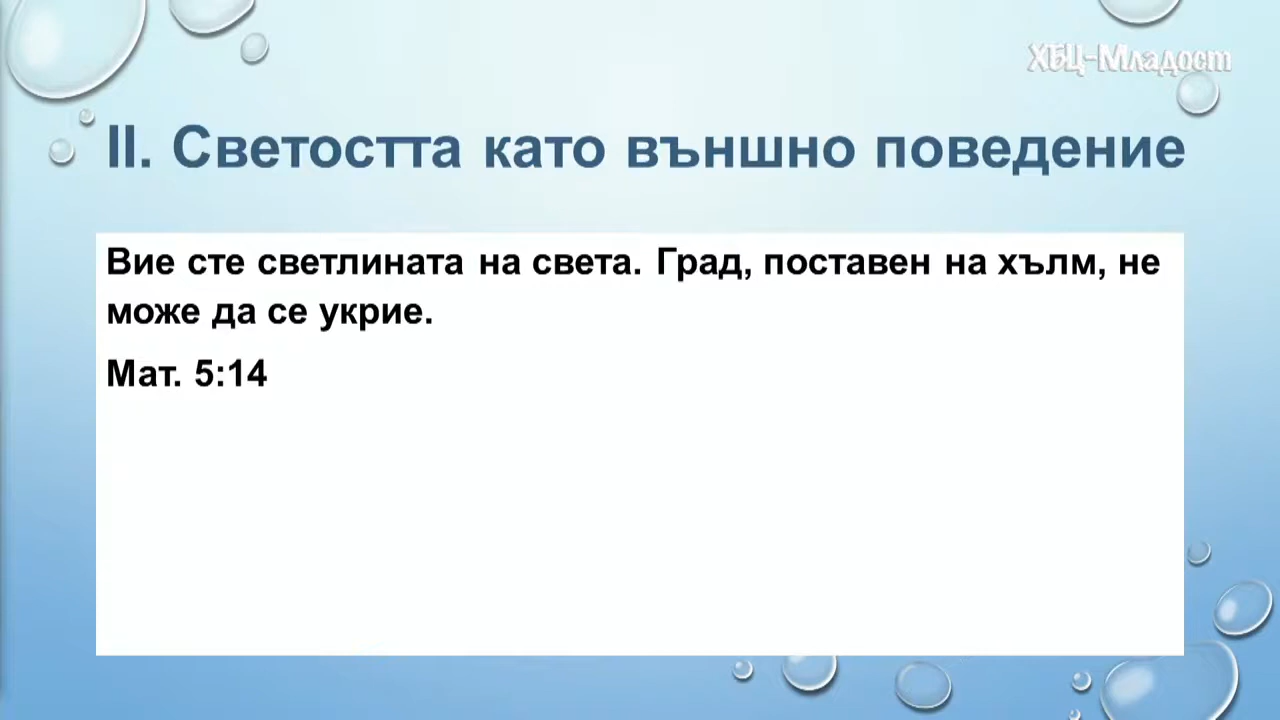 ХБЦ-Младост
II. Светостта като външно поведение
Вие сте светлината на света. Град, поставен на хълм, не
може да се укрие.
Мат. 5:14